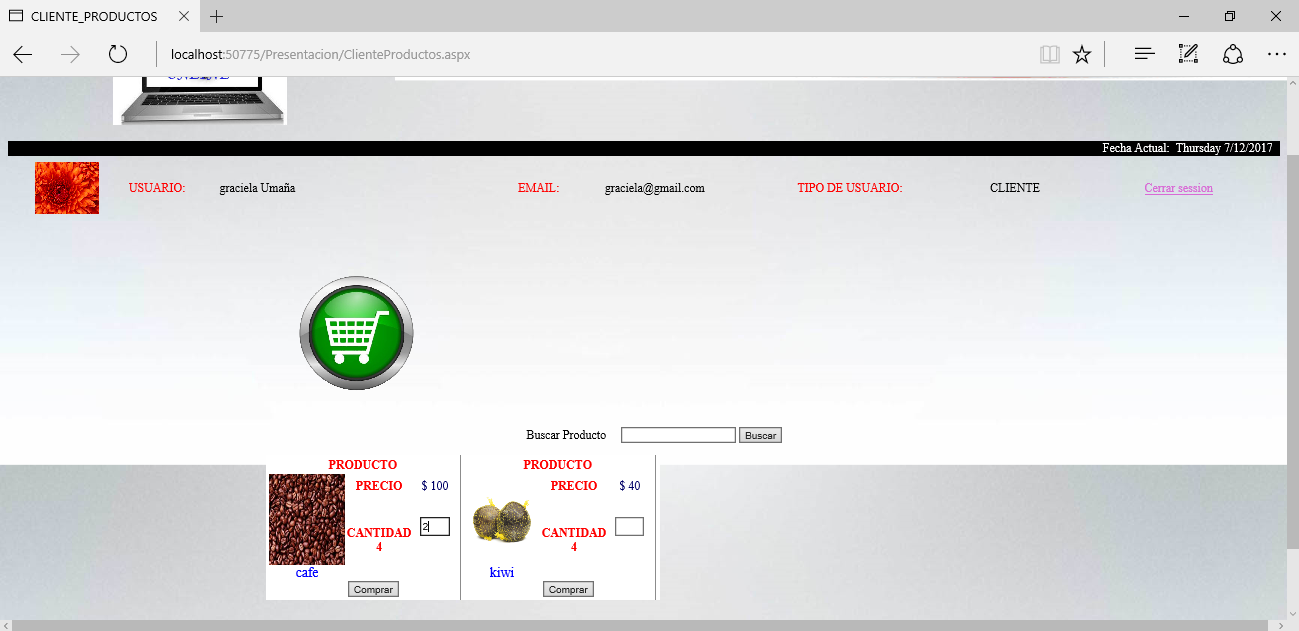 CLIENTE_PRODUCTOS
localhost:50775/Presentacion/ClienteProductos.aspx
Fecha Actual: Thursday 7/12/2017
USUARIO: graciela Umaña EMAIL: graciela@gmail.com TIPO DE USUARIO: CLIENTE Cerrar session
Buscar Producto Buscar
PRODUCTO
PRECIO $ 100
CANTIDAD 2
4
cafe
Comprar
PRODUCTO
PRECIO $ 40
CANTIDAD
4
kiwi
Comprar